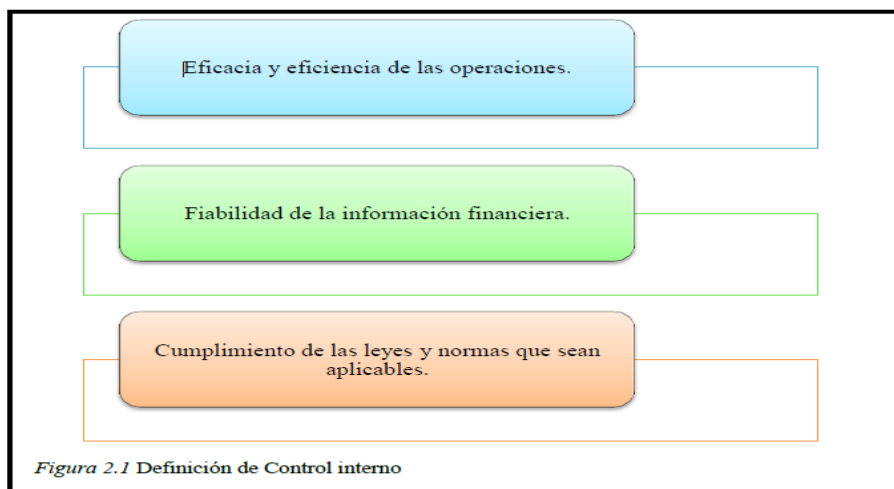 Eficacia y eficiencia de las operaciones.
Fiabilidad de la información financiera.
Cumplimiento de las leyes y normas que sean
aplicables.
Figura 2.1 Definición de Control interno